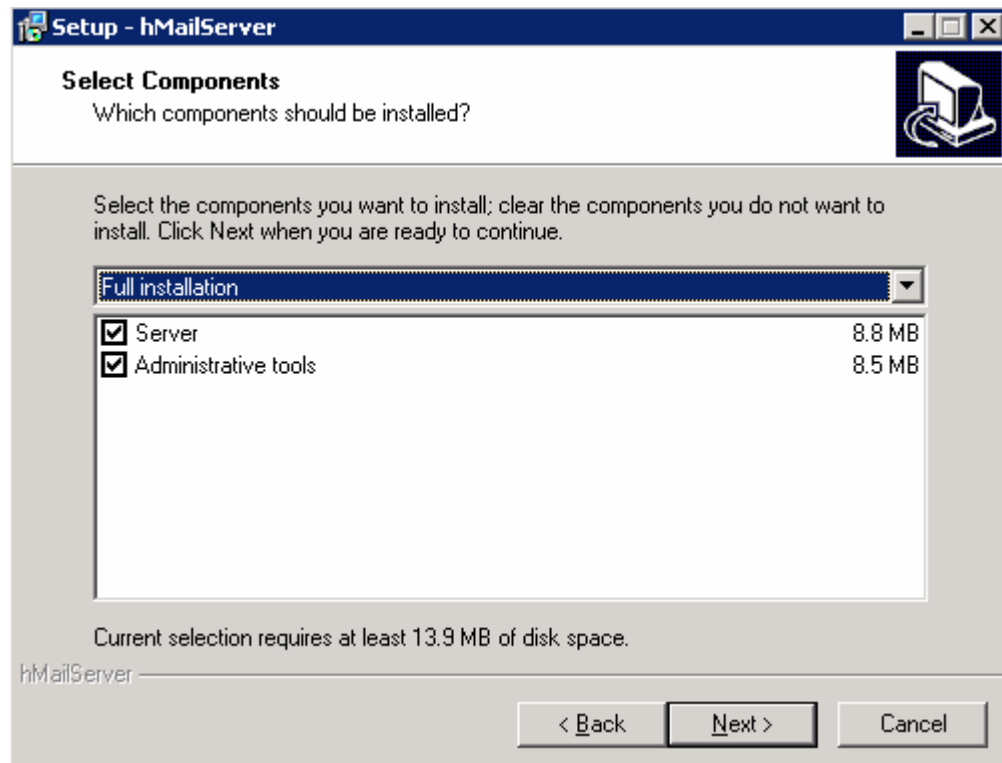 Setup - hMailServer
Select Components
Which components should be installed?
Select the components you want to install; clear the components you do not want to
install. Click Next when you are ready to continue.
Full installation
Server 8.8 MB
Administrative tools 8.5 MB
Current selection requires at least 13.9 MB of disk space.
hMailServer
< Back Next > Cancel